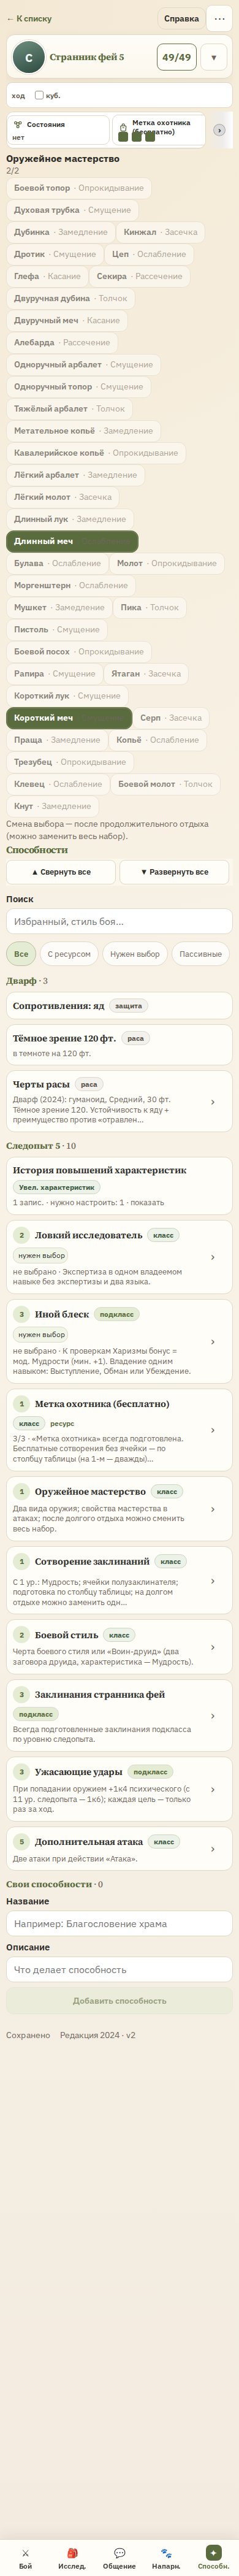 ← К списку
Справка
⋯
С
Странник фей 5
49/49
▾
ход
куб.
Состояния
нет
Метка охотника
(бесплатно)
›
Оружейное мастерство
2/2
Боевой топор · Опрокидывание
Духовая трубка · Смущение
Дубинка · Замедление Кинжал · Засечка
Дротик · Смущение Цеп · Ослабление
Глефа · Касание Секира · Рассечение
Двуручная дубина · Толчок
Двуручный меч · Касание
Алебарда · Рассечение
Одноручный арбалет · Смущение
Одноручный топор · Смущение
Тяжёлый арбалет · Толчок
Метательное копьё · Замедление
Кавалерийское копьё · Опрокидывание
Лёгкий арбалет · Замедление
Лёгкий молот · Засечка
Длинный лук · Замедление
Длинный меч
Булава · Ослабление Молот · Опрокидывание
Моргенштерн · Ослабление
Мушкет · Замедление Пика · Толчок
Пистоль · Смущение
Боевой посох · Опрокидывание
Рапира · Смущение Ятаган · Засечка
Короткий лук · Смущение
Короткий меч Серп · Засечка
Праща · Замедление Копьё · Ослабление
Трезубец · Опрокидывание
Клевец · Ослабление Боевой молот · Толчок
Кнут · Замедление
Смена выбора — после продолжительного отдыха
(можно заменить весь набор).
Способности
▲ Свернуть все ▼ Развернуть все
Поиск
Избранный, стиль боя…
Все С ресурсом Нужен выбор Пассивные
Дварф · 3
Сопротивления: яд защита
Тёмное зрение 120 фт. раса
в темноте на 120 фт.
Черты расы раса
Дварф (2024): гуманоид, Средний, 30 фт.
Тёмное зрение 120. Устойчивость к яду +
преимущество против «отравлен…
Следопыт 5 · 10
История повышений характеристик
Увел. характеристик
1 запис. · нужно настроить: 1 · показать
2 Ловкий исследователь класс
нужен выбор
не выбрано · Экспертиза в одном владеемом
навыке без экспертизы и два языка.
3 Иной блеск подкласс
нужен выбор
не выбрано · К проверкам Харизмы бонус =
мод. Мудрости (мин. +1). Владение одним
навыком: Выступление, Обман или Убеждение.
1 Метка охотника (бесплатно)
класс ресурс
3/3 · «Метка охотника» всегда подготовлена.
Бесплатные сотворения без ячейки — по
столбцу таблицы (на 1-м — дважды)…
1 Оружейное мастерство класс
Два вида оружия; свойства мастерства в
атаках; после долгого отдыха можно сменить
весь набор.
1 Сотворение заклинаний класс
С 1 ур.: Мудрость; ячейки полузаклинателя;
подготовка по столбцу таблицы; на долгом
отдыхе можно заменить одн…
2 Боевой стиль класс
Черта боевого стиля или «Воин-друид» (два
заговора друида, характеристика — Мудрость).
3 Заклинания странника фей
подкласс
Всегда подготовленные заклинания подкласса
по уровню следопыта.
3 Ужасающие удары подкласс
При попадании оружием +1к4 психического (с
11 ур. следопыта — 1к6); каждая цель — только
раз за ход.
5 Дополнительная атака класс
Две атаки при действии «Атака».
Свои способности · 0
Название
Например: Благословение храма
Описание
Что делает способность
Добавить способность
Сохранено Редакция 2024 · v2
Бой Исслед. Общение Напарн. Способн.